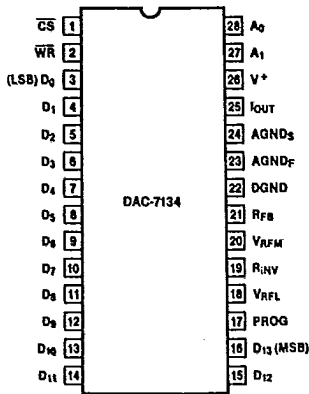 C̅S̅ 1 28 A0
W̅R̅ 2 27 A1
(LSB) D0 3 26 V+
D1 4 25 IOUT
D2 5 24 AGNDS
D3 6 23 AGNDF
D4 7 22 DGND
D5 8 DAC-7134 21 RFB
D6 9 20 VRFM
D7 10 19 RINV
D8 11 18 VRFL
D9 12 17 PROG
D10 13 16 D13 (MSB)
D11 14 15 D12